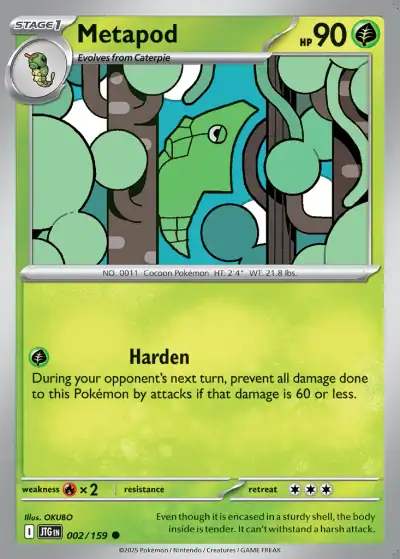 STAGE 1
Metapod
HP 90
Evolves from Caterpie
NO. 0011 Cocoon Pokémon HT: 2'4" WT: 21.8 lbs.
Harden
During your opponent's next turn, prevent all damage done
to this Pokémon by attacks if that damage is 60 or less.
weakness ×2 resistance retreat
Illus. OKUBO
I JTG EN 002/159
Even though it is encased in a sturdy shell, the body
inside is tender. It can't withstand a harsh attack.
©2025 Pokémon / Nintendo / Creatures / GAME FREAK